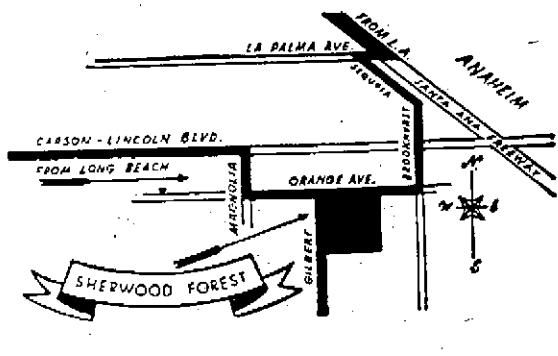 FROM L.A.
LA PALMA AVE.
SEQUOIA
ANAHEIM
SANTA ANA FREEWAY
CARSON-LINCOLN BLVD.
BROOKHURST
FROM LONG BEACH
MAGNOLIA
ORANGE AVE.
N
W
E
S
GILBERT
SHERWOOD FOREST